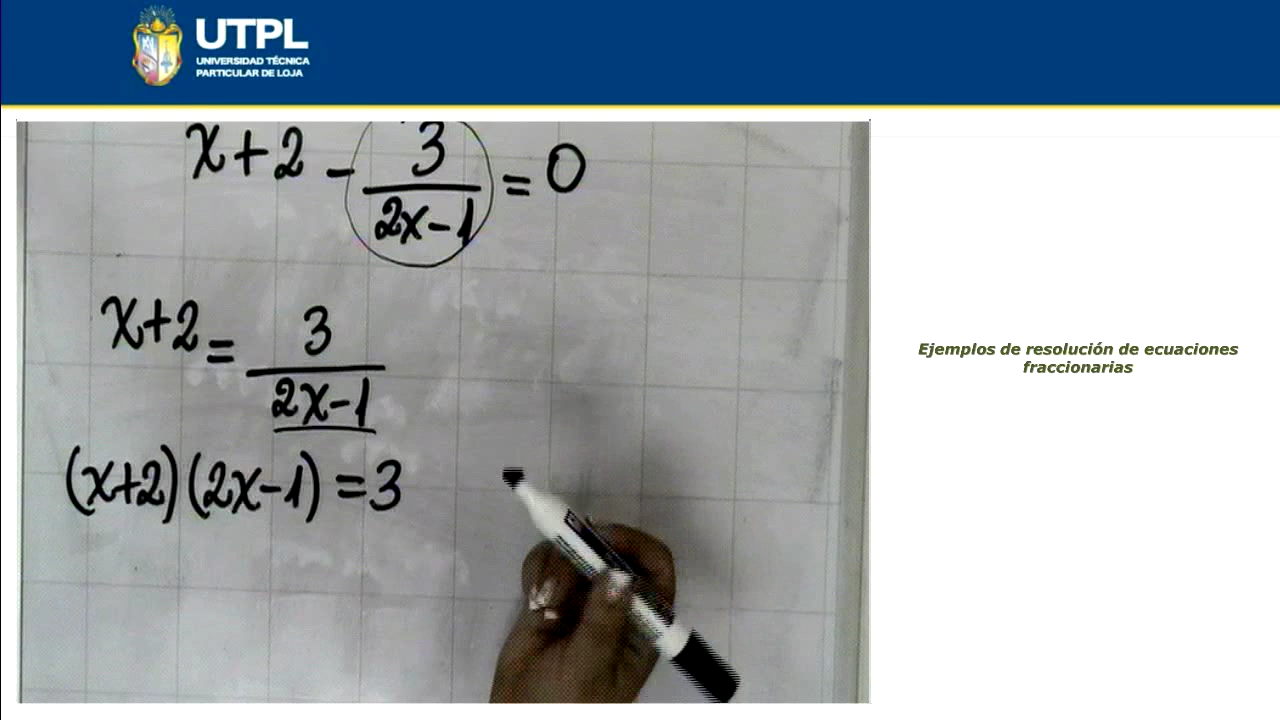 UTPL
UNIVERSIDAD TÉCNICA
PARTICULAR DE LOJA
x+2 - 3/(2x-1) = 0
x+2 = 3/(2x-1)
(x+2)(2x-1) = 3
Ejemplos de resolución de ecuaciones
fraccionarias